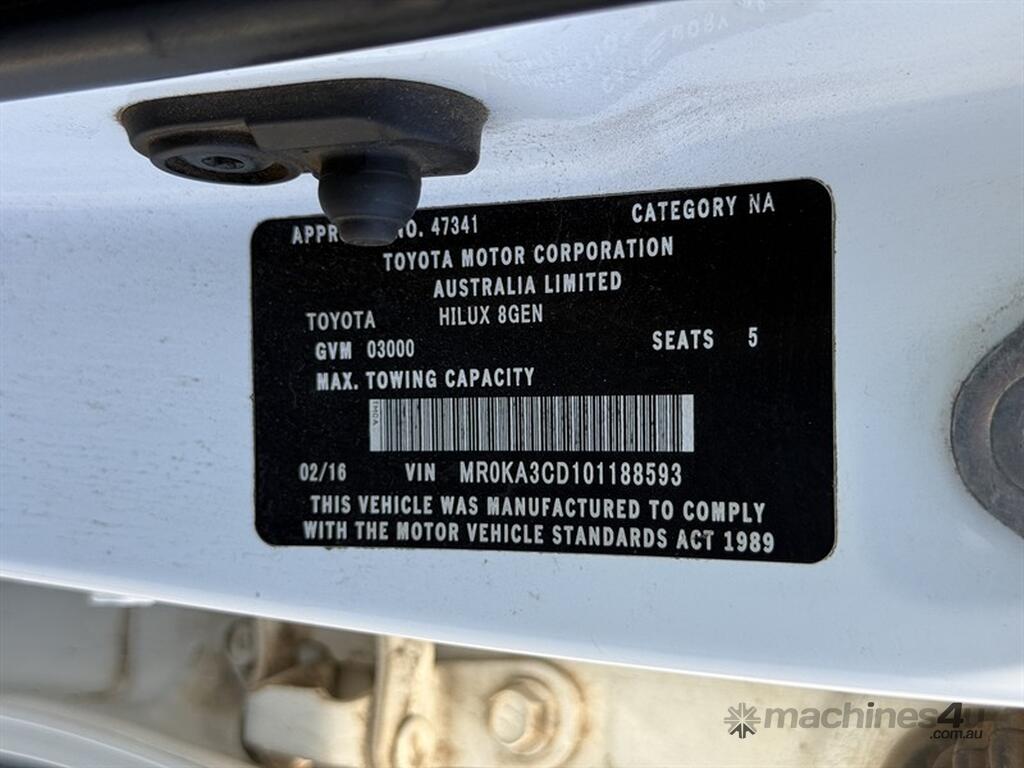 APPR NO. 47341 CATEGORY NA
TOYOTA MOTOR CORPORATION
AUSTRALIA LIMITED
TOYOTA HILUX 8GEN
GVM 03000 SEATS 5
MAX. TOWING CAPACITY
02/16 VIN MR0KA3CD101188593
THIS VEHICLE WAS MANUFACTURED TO COMPLY
WITH THE MOTOR VEHICLE STANDARDS ACT 1989
machines4u
.com.au